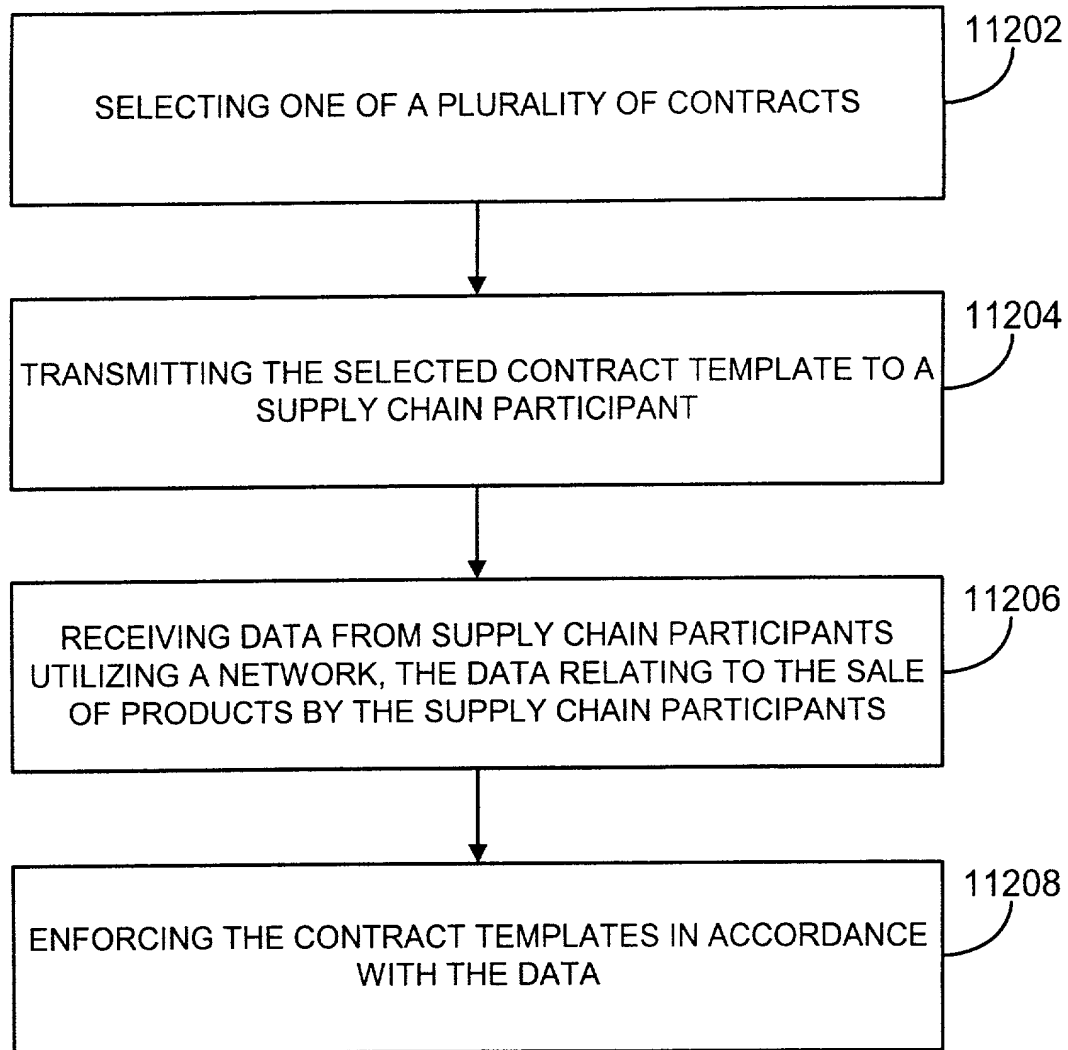 11202
SELECTING ONE OF A PLURALITY OF CONTRACTS
11204
TRANSMITTING THE SELECTED CONTRACT TEMPLATE TO A
SUPPLY CHAIN PARTICIPANT
11206
RECEIVING DATA FROM SUPPLY CHAIN PARTICIPANTS
UTILIZING A NETWORK, THE DATA RELATING TO THE SALE
OF PRODUCTS BY THE SUPPLY CHAIN PARTICIPANTS
11208
ENFORCING THE CONTRACT TEMPLATES IN ACCORDANCE
WITH THE DATA